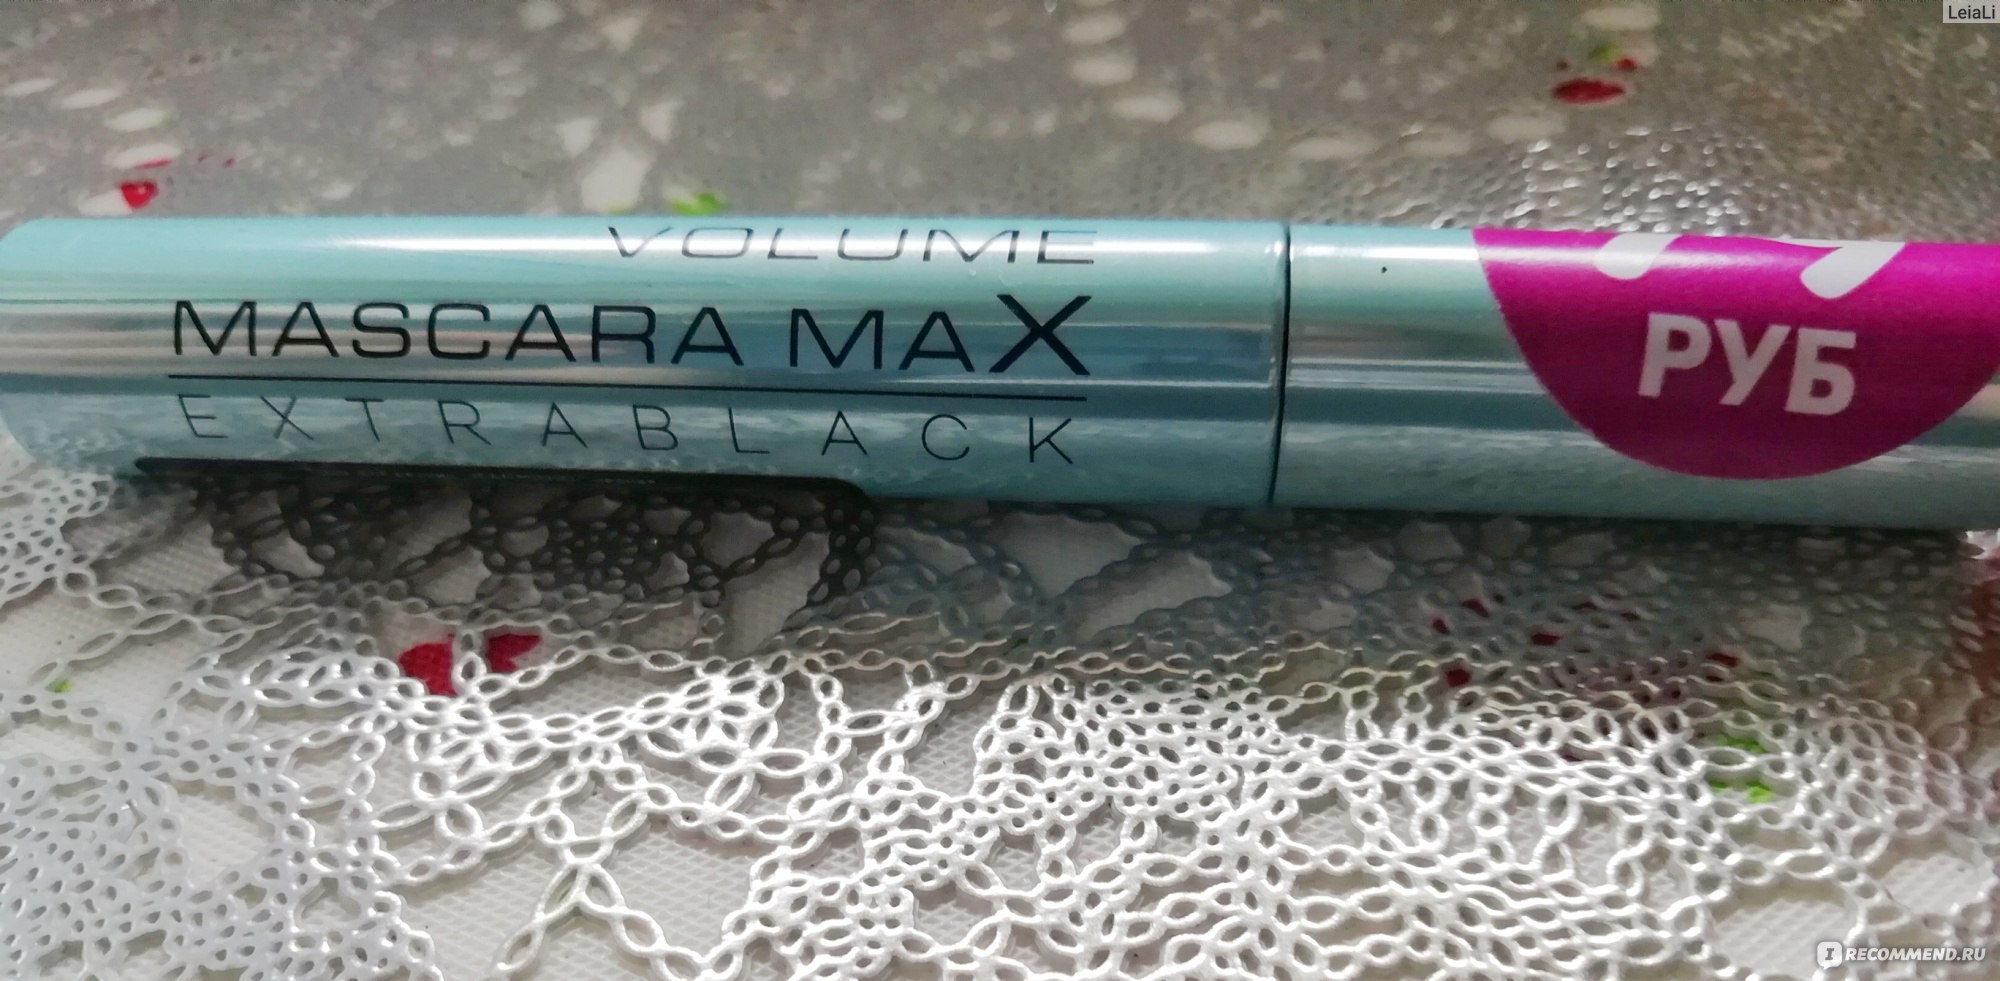 LeiaLi
VOLUME
MASCARA MAX
EXTRABLACK
РУБ
IRECOMMEND.RU